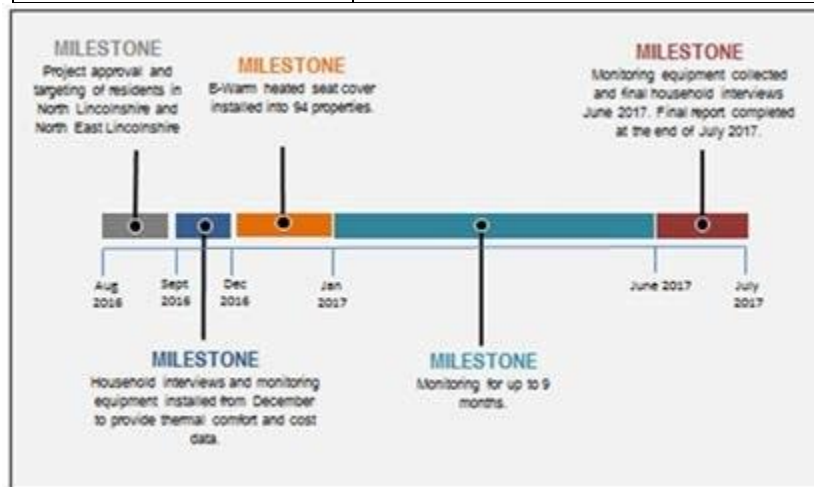 MILESTONE
Project approval and
targeting of residents in
North Lincolnshire and
North East Lincolnshire
MILESTONE
B-Warm heated seat cover
installed into 94 properties.
MILESTONE
Monitoring equipment collected
and final household interviews
June 2017. Final report completed
at the end of July 2017.
Aug
2016
Sept
2016
Dec
2016
Jan
2017
June 2017
July
2017
MILESTONE
Household interviews and monitoring
equipment installed from December
to provide thermal comfort and cost
data.
MILESTONE
Monitoring for up to 9
months.